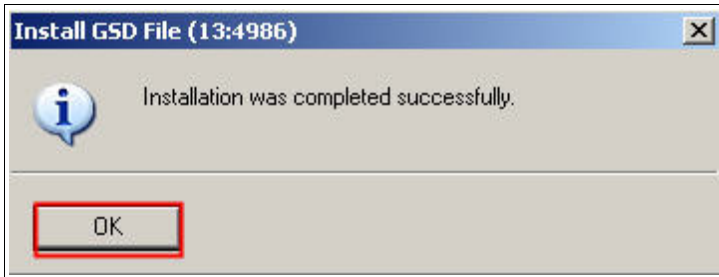 Install GSD File (13:4986)
Installation was completed successfully.
OK